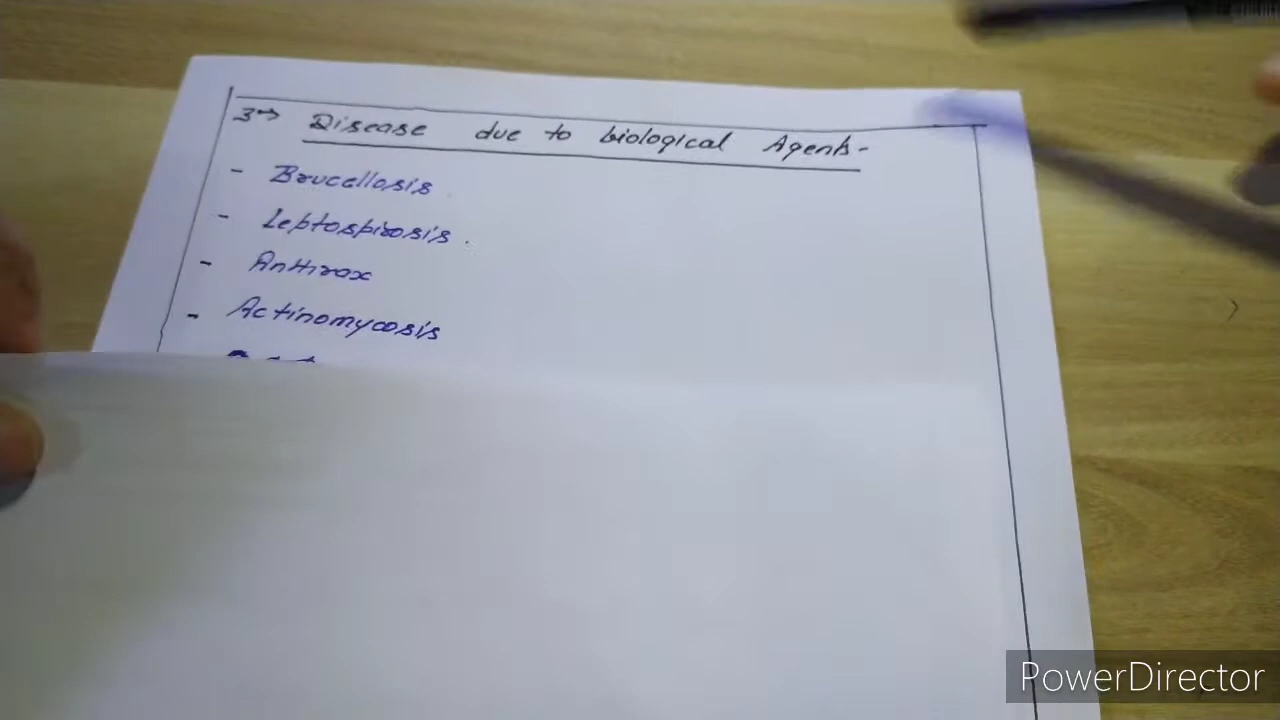 3→ Disease due to biological Agents-
- Brucellosis
- Leptospirosis.
- Anthrax
- Actinomycosis
PowerDirector